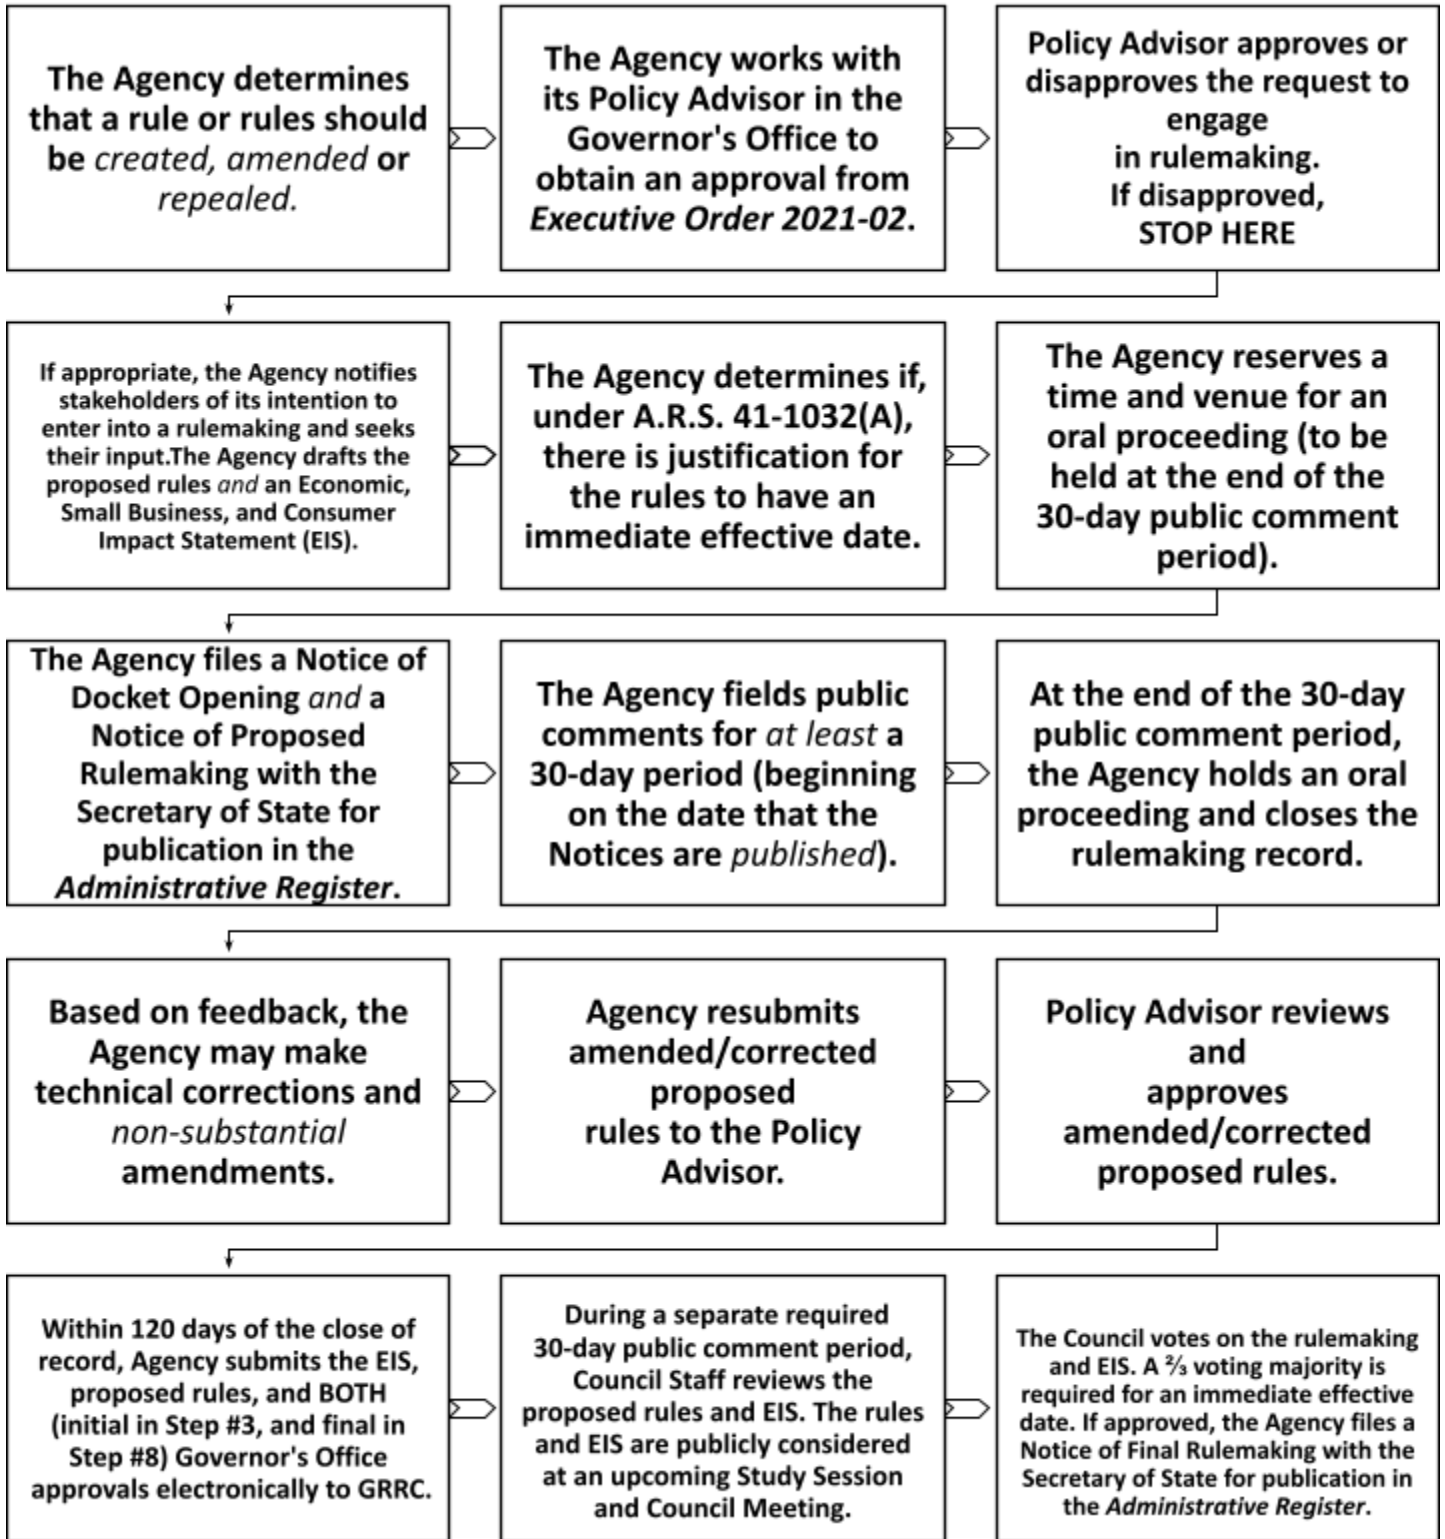 The Agency determines
that a rule or rules should
be created, amended or
repealed.
The Agency works with
its Policy Advisor in the
Governor's Office to
obtain an approval from
Executive Order 2021-02.
Policy Advisor approves or
disapproves the request to
engage
in rulemaking.
If disapproved,
STOP HERE
If appropriate, the Agency notifies
stakeholders of its intention to
enter into a rulemaking and seeks
their input.The Agency drafts the
proposed rules and an Economic,
Small Business, and Consumer
Impact Statement (EIS).
The Agency determines if,
under A.R.S. 41-1032(A),
there is justification for
the rules to have an
immediate effective date.
The Agency reserves a
time and venue for an
oral proceeding (to be
held at the end of the
30-day public comment
period).
The Agency files a Notice of
Docket Opening and a
Notice of Proposed
Rulemaking with the
Secretary of State for
publication in the
Administrative Register.
The Agency fields public
comments for at least a
30-day period (beginning
on the date that the
Notices are published).
At the end of the 30-day
public comment period,
the Agency holds an oral
proceeding and closes the
rulemaking record.
Based on feedback, the
Agency may make
technical corrections and
non-substantial
amendments.
Agency resubmits
amended/corrected
proposed
rules to the Policy
Advisor.
Policy Advisor reviews
and
approves
amended/corrected
proposed rules.
Within 120 days of the close of
record, Agency submits the EIS,
proposed rules, and BOTH
(initial in Step #3, and final in
Step #8) Governor's Office
approvals electronically to GRRC.
During a separate required
30-day public comment period,
Council Staff reviews the
proposed rules and EIS. The rules
and EIS are publicly considered
at an upcoming Study Session
and Council Meeting.
The Council votes on the rulemaking
and EIS. A ⅔ voting majority is
required for an immediate effective
date. If approved, the Agency files a
Notice of Final Rulemaking with the
Secretary of State for publication in
the Administrative Register.